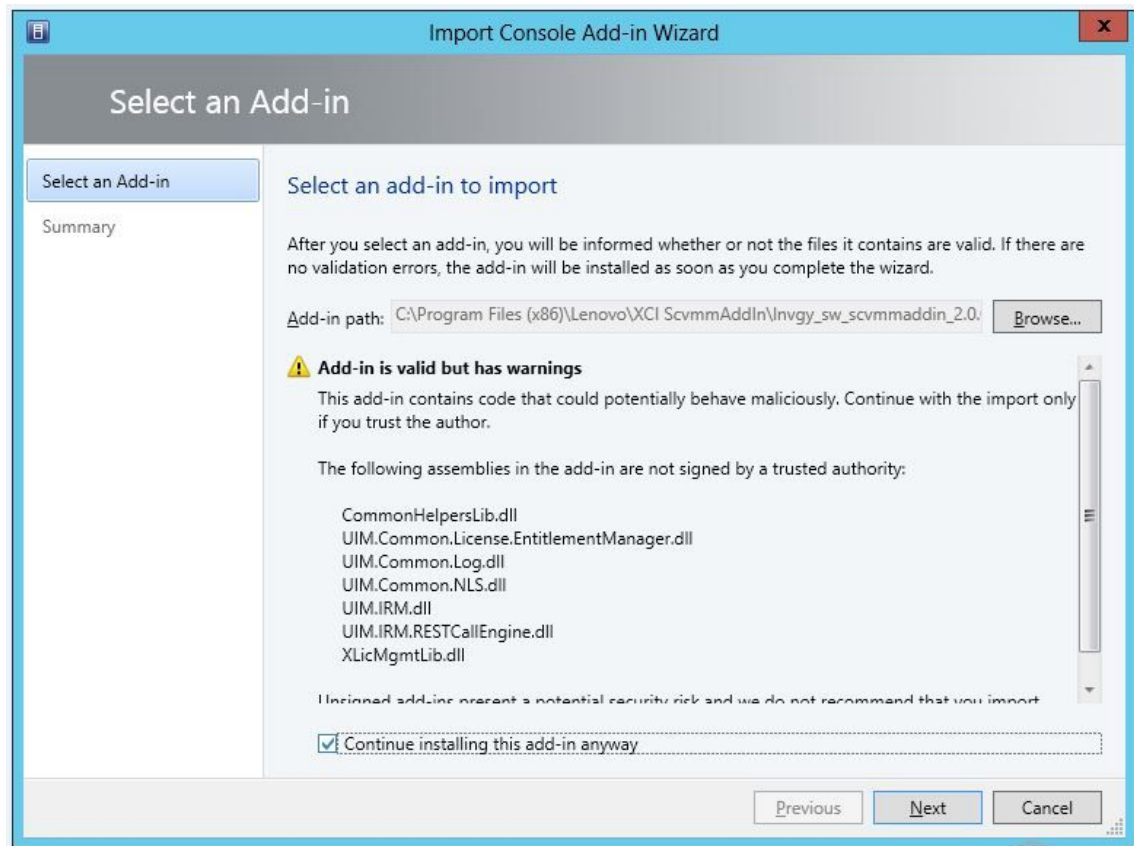 Import Console Add-in Wizard
x
Select an Add-in
Select an Add-in
Summary
Select an add-in to import
After you select an add-in, you will be informed whether or not the files it contains are valid. If there are
no validation errors, the add-in will be installed as soon as you complete the wizard.
Add-in path: C:\Program Files (x86)\Lenovo\XCI ScvmmAddIn\lnvgy_sw_scvmmaddin_2.0. Browse...
Add-in is valid but has warnings
This add-in contains code that could potentially behave maliciously. Continue with the import only
if you trust the author.
The following assemblies in the add-in are not signed by a trusted authority:
CommonHelpersLib.dll
UIM.Common.License.EntitlementManager.dll
UIM.Common.Log.dll
UIM.Common.NLS.dll
UIM.IRM.dll
UIM.IRM.RESTCallEngine.dll
XLicMgmtLib.dll
Unsigned add-ins present a potential security risk and we do not recommend that you import
Continue installing this add-in anyway
Previous Next Cancel